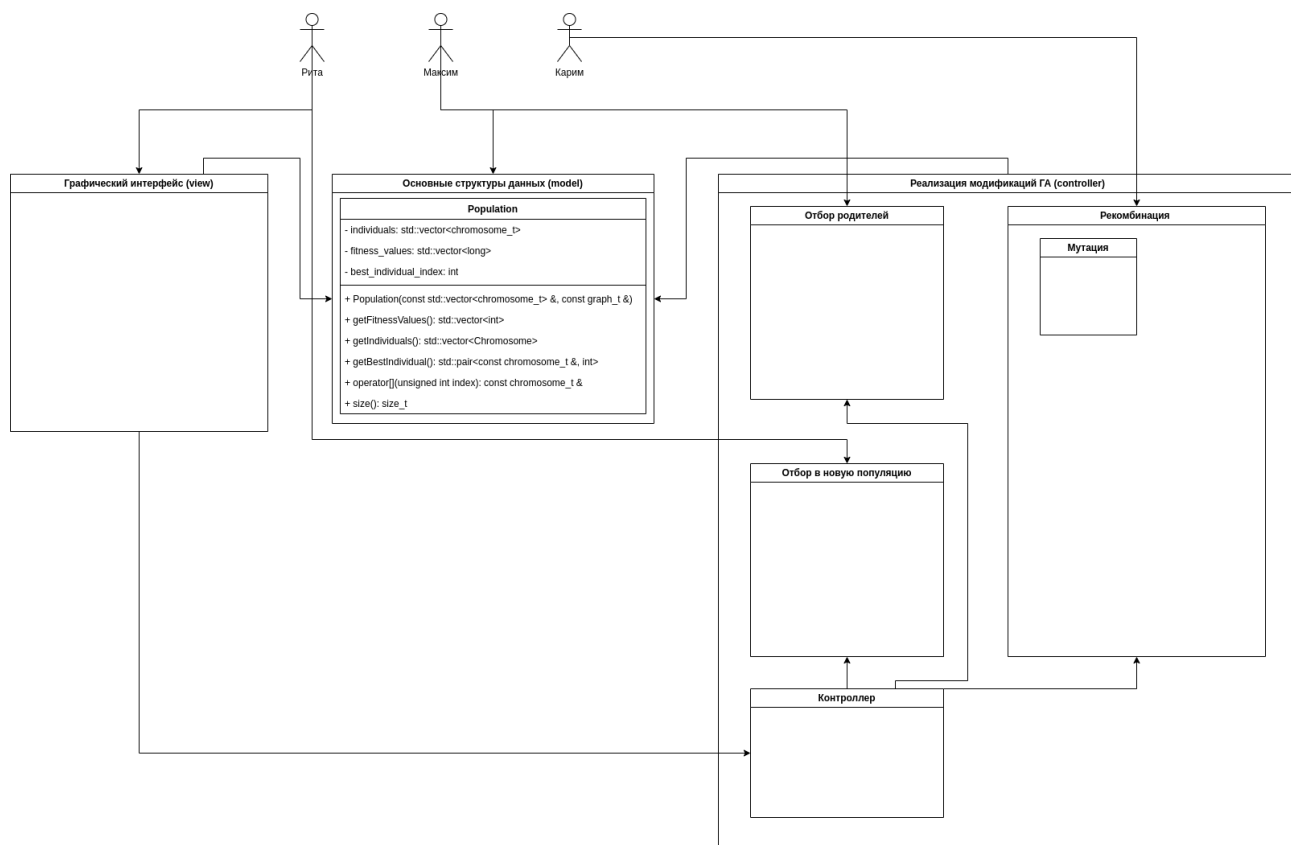 Рита
Максим
Карим
Графический интерфейс (view)
Основные структуры данных (model)
Population
- individuals: std::vector<chromosome_t>
- fitness_values: std::vector<long>
- best_individual_index: int
+ Population(const std::vector<chromosome_t> &, const graph_t &)
+ getFitnessValues(): std::vector<int>
+ getIndividuals(): std::vector<Chromosome>
+ getBestIndividual(): std::pair<const chromosome_t &, int>
+ operator[](unsigned int index): const chromosome_t &
+ size(): size_t
Реализация модификаций ГА (controller)
Отбор родителей
Рекомбинация
Мутация
Отбор в новую популяцию
Контроллер